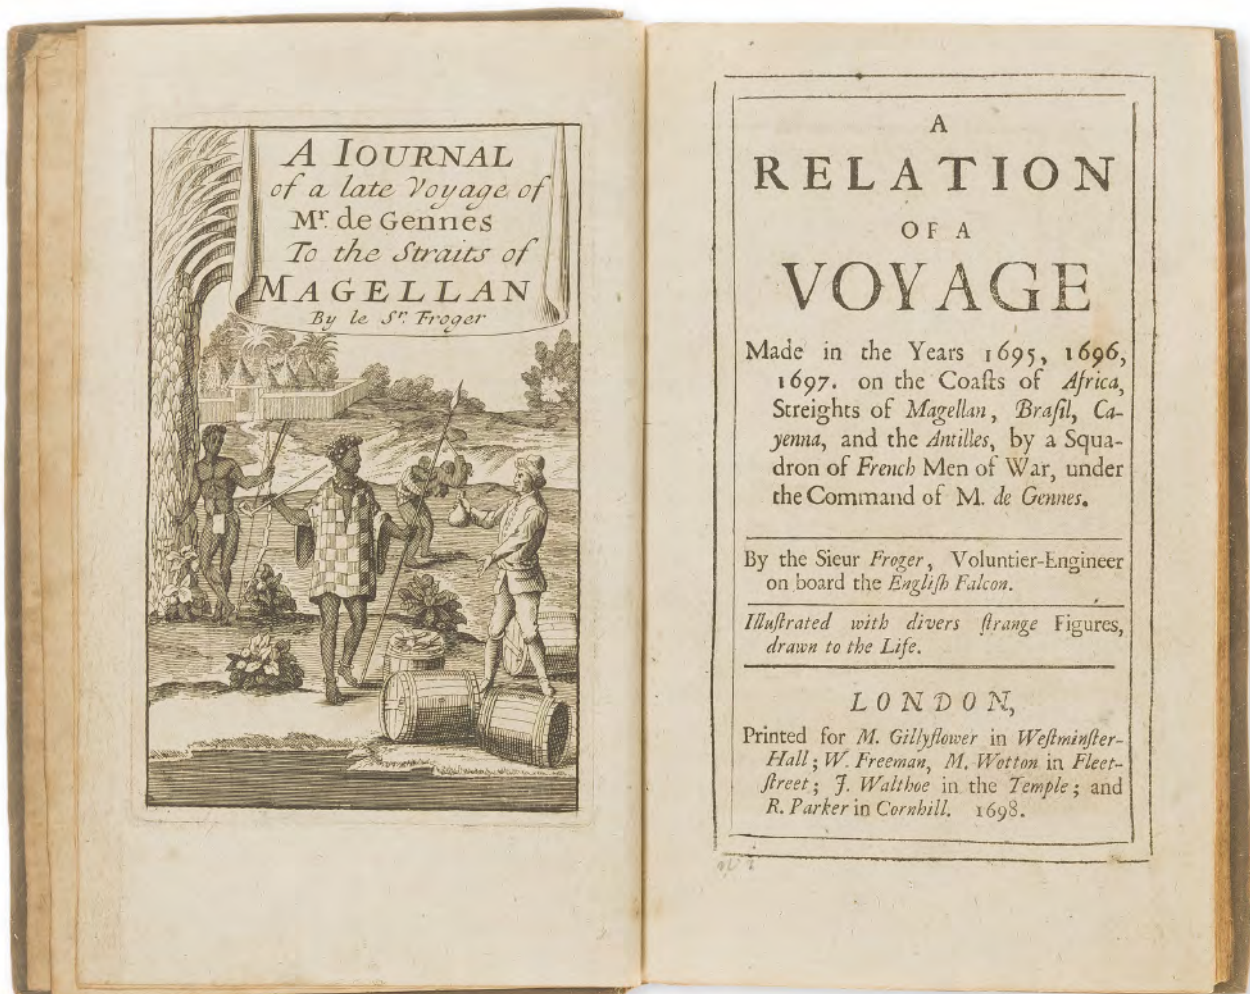 A IOURNAL
of a late Voyage of
Mr. de Gennes
To the Straits of
MAGELLAN
By le Sr. Froger
A
RELATION
OF A
VOYAGE
Made in the Years 1695, 1696,
1697. on the Coaſts of Africa,
Streights of Magellan, Braſil, Ca-
yenna, and the Antilles, by a Squa-
dron of French Men of War, under
the Command of M. de Gennes.
By the Sieur Froger, Voluntier-Engineer
on board the Engliſh Falcon.
Illuſtrated with divers ſtrange Figures,
drawn to the Life.
LONDON,
Printed for M. Gillyflower in Weſtminſter-
Hall; W. Freeman, M. Wotton in Fleet-
ſtreet; J. Walthoe in the Temple; and
R. Parker in Cornhill. 1698.